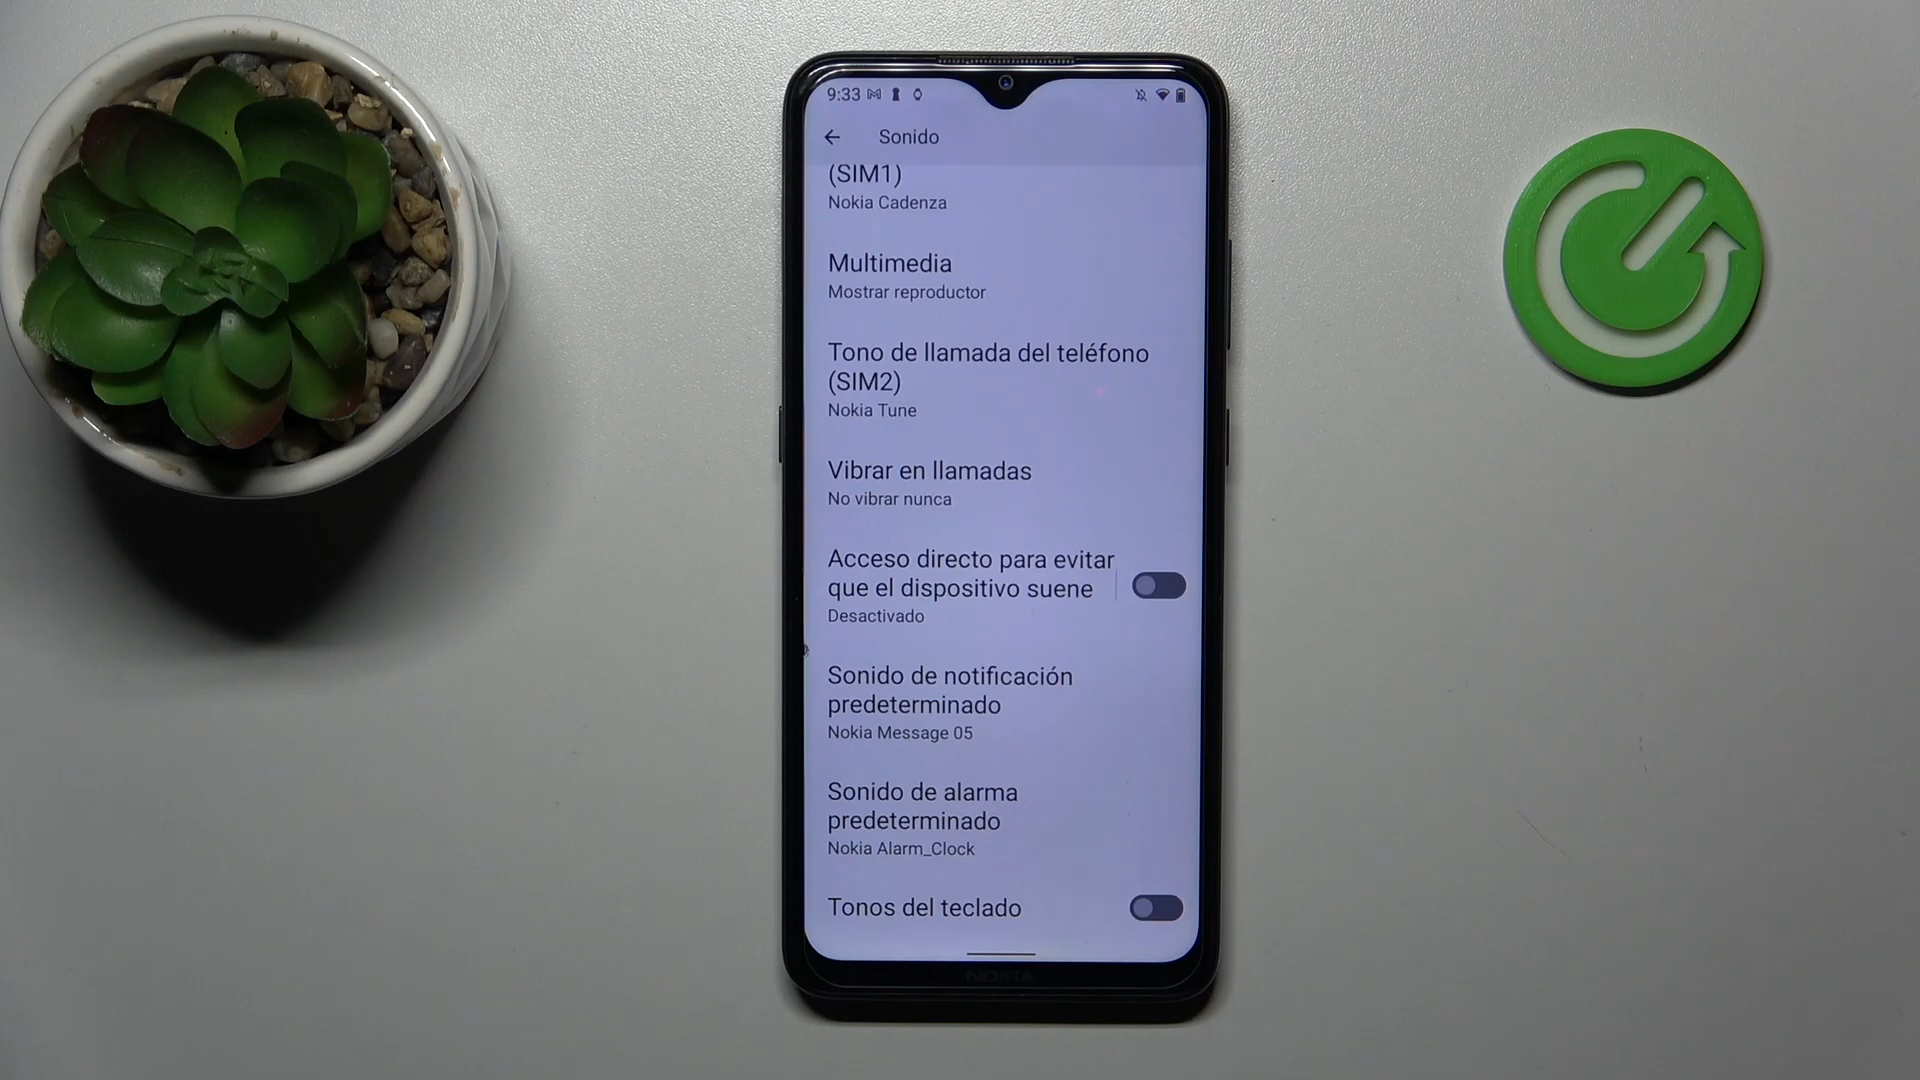 9:33
Sonido
(SIM1)
Nokia Cadenza
Multimedia
Mostrar reproductor
Tono de llamada del teléfono
(SIM2)
Nokia Tune
Vibrar en llamadas
No vibrar nunca
Acceso directo para evitar
que el dispositivo suene
Desactivado
Sonido de notificación
predeterminado
Nokia Message 05
Sonido de alarma
predeterminado
Nokia Alarm_Clock
Tonos del teclado
NOKIA